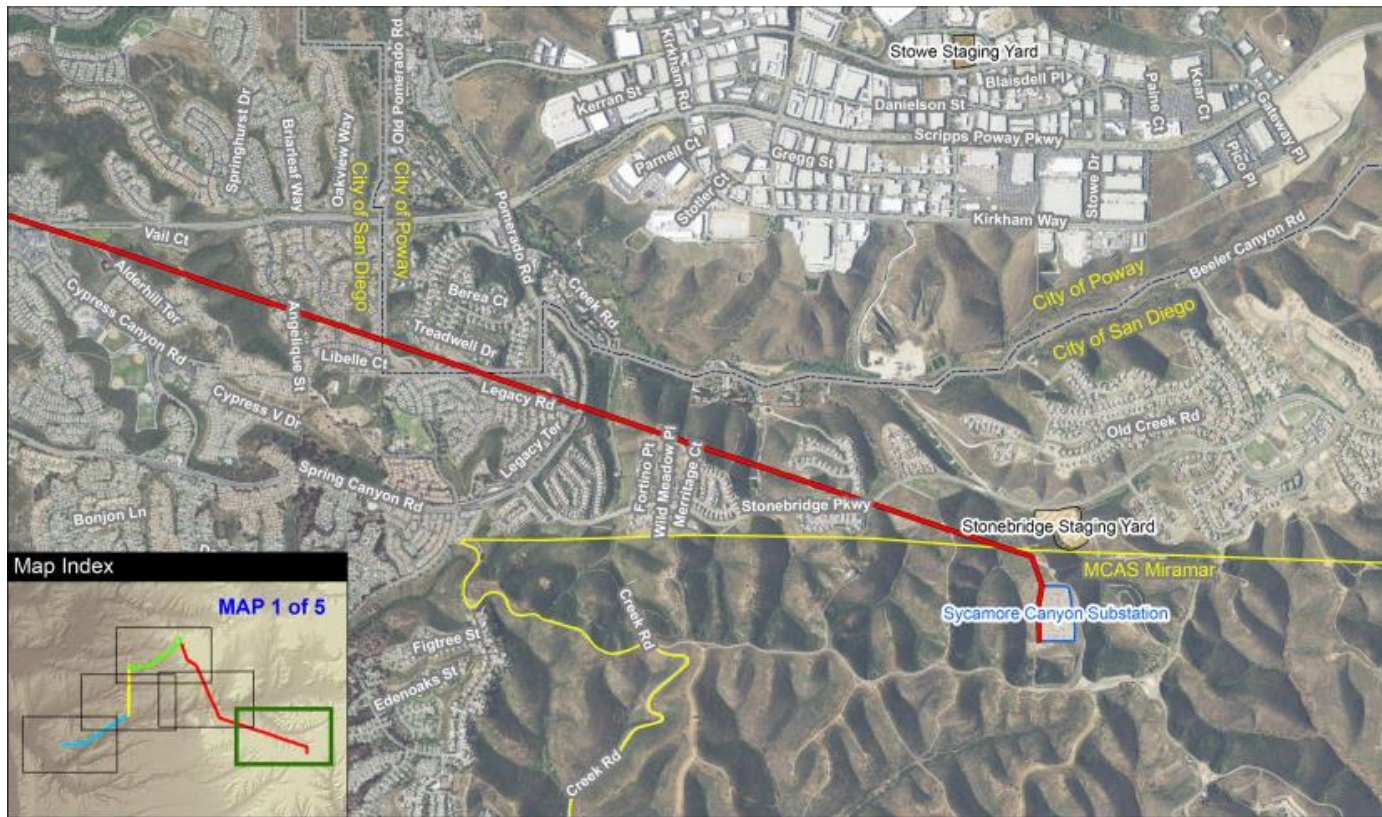 Stowe Staging Yard
Old Pomerado Rd
Kirkham Rd
Blaisdell Pl
Kerran St
Danielson St
Paine Ct
Kear Ct
Gateway Pl
Springhurst Dr
Briarleaf Way
Oakview Way
Scripps Poway Pkwy
Parnell Ct
Gregg St
Pico Pl
City of San Diego
City of Poway
Stotler Ct
Stowe Dr
Kirkham Way
Vail Ct
Pomerado Rd
Beeler Canyon Rd
Alderhill Ter
Berea Ct
Creek Rd
City of Poway
City of San Diego
Cypress Canyon Rd
Angelique St
Treadwell Dr
Libelle Ct
Legacy Rd
Cypress V Dr
Old Creek Rd
Legacy Ter
Fortino Pt
Wild Meadow Pl
Merritage Ct
Spring Canyon Rd
Stonebridge Pkwy
Bonjon Ln
Stonebridge Staging Yard
MCAS Miramar
Map Index
MAP 1 of 5
Sycamore Canyon Substation
Creek Rd
Figtree St
Edenoaks St
Creek Rd